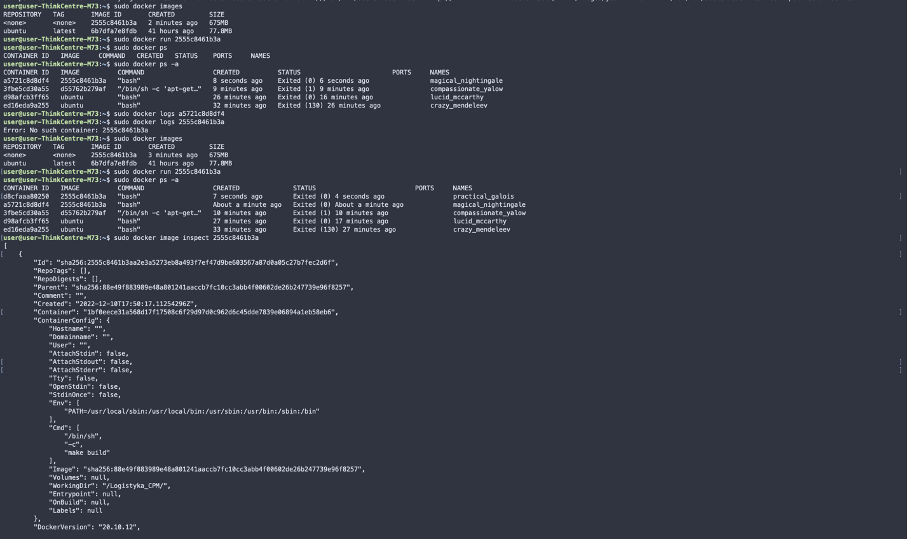 user@user-ThinkCentre-M73:~$ sudo docker images
REPOSITORY   TAG       IMAGE ID       CREATED         SIZE
<none>       <none>    2555c8461b3a   2 minutes ago   675MB
ubuntu       latest    6b7dfa7e8fdb   41 hours ago    77.8MB
user@user-ThinkCentre-M73:~$ sudo docker run 2555c8461b3a
user@user-ThinkCentre-M73:~$ sudo docker ps
CONTAINER ID   IMAGE     COMMAND   CREATED   STATUS    PORTS     NAMES
user@user-ThinkCentre-M73:~$ sudo docker ps -a
CONTAINER ID   IMAGE          COMMAND                  CREATED          STATUS                        PORTS     NAMES
a5721c8d8df4   2555c8461b3a   "bash"                   8 seconds ago    Exited (0) 6 seconds ago                magical_nightingale
3fbe5cd30a55   d55762b279af   "/bin/sh -c 'apt-get…"   9 minutes ago    Exited (1) 9 minutes ago                compassionate_yalow
d98afcb3ff65   ubuntu         "bash"                   26 minutes ago   Exited (0) 16 minutes ago               lucid_mccarthy
ed16eda9a255   ubuntu         "bash"                   32 minutes ago   Exited (130) 26 minutes ago             crazy_mendeleev
user@user-ThinkCentre-M73:~$ sudo docker logs a5721c8d8df4
user@user-ThinkCentre-M73:~$ sudo docker logs 2555c8461b3a
Error: No such container: 2555c8461b3a
user@user-ThinkCentre-M73:~$ sudo docker images
REPOSITORY   TAG       IMAGE ID       CREATED         SIZE
<none>       <none>    2555c8461b3a   3 minutes ago   675MB
ubuntu       latest    6b7dfa7e8fdb   41 hours ago    77.8MB
user@user-ThinkCentre-M73:~$ sudo docker run 2555c8461b3a
user@user-ThinkCentre-M73:~$ sudo docker ps -a
CONTAINER ID   IMAGE          COMMAND                  CREATED              STATUS                          PORTS     NAMES
d8cfaaa80250   2555c8461b3a   "bash"                   7 seconds ago        Exited (0) 4 seconds ago                  practical_galois
a5721c8d8df4   2555c8461b3a   "bash"                   About a minute ago   Exited (0) About a minute ago             magical_nightingale
3fbe5cd30a55   d55762b279af   "/bin/sh -c 'apt-get…"   10 minutes ago       Exited (1) 10 minutes ago                 compassionate_yalow
d98afcb3ff65   ubuntu         "bash"                   27 minutes ago       Exited (0) 17 minutes ago                 lucid_mccarthy
ed16eda9a255   ubuntu         "bash"                   33 minutes ago       Exited (130) 27 minutes ago               crazy_mendeleev
user@user-ThinkCentre-M73:~$ sudo docker image inspect 2555c8461b3a
[
    {
        "Id": "sha256:2555c8461b3aa2e3a5273eb8a493f7ef47d9be603567a87d0a05c27b7fec2d6f",
        "RepoTags": [],
        "RepoDigests": [],
        "Parent": "sha256:88e49f883989e48a801241aaccb7fc10cc3abb4f00602de26b247739e96f8257",
        "Comment": "",
        "Created": "2022-12-10T17:50:17.11254296Z",
        "Container": "1bf0eece31a568d17f17508c6f29d97d0c962d6c45dde7839e06894a1eb58eb6",
        "ContainerConfig": {
            "Hostname": "",
            "Domainname": "",
            "User": "",
            "AttachStdin": false,
            "AttachStdout": false,
            "AttachStderr": false,
            "Tty": false,
            "OpenStdin": false,
            "StdinOnce": false,
            "Env": [
                "PATH=/usr/local/sbin:/usr/local/bin:/usr/sbin:/usr/bin:/sbin:/bin"
            ],
            "Cmd": [
                "/bin/sh",
                "-c",
                "make build"
            ],
            "Image": "sha256:88e49f883989e48a801241aaccb7fc10cc3abb4f00602de26b247739e96f8257",
            "Volumes": null,
            "WorkingDir": "/Logistyka_CPM/",
            "Entrypoint": null,
            "OnBuild": null,
            "Labels": null
        },
        "DockerVersion": "20.10.12",